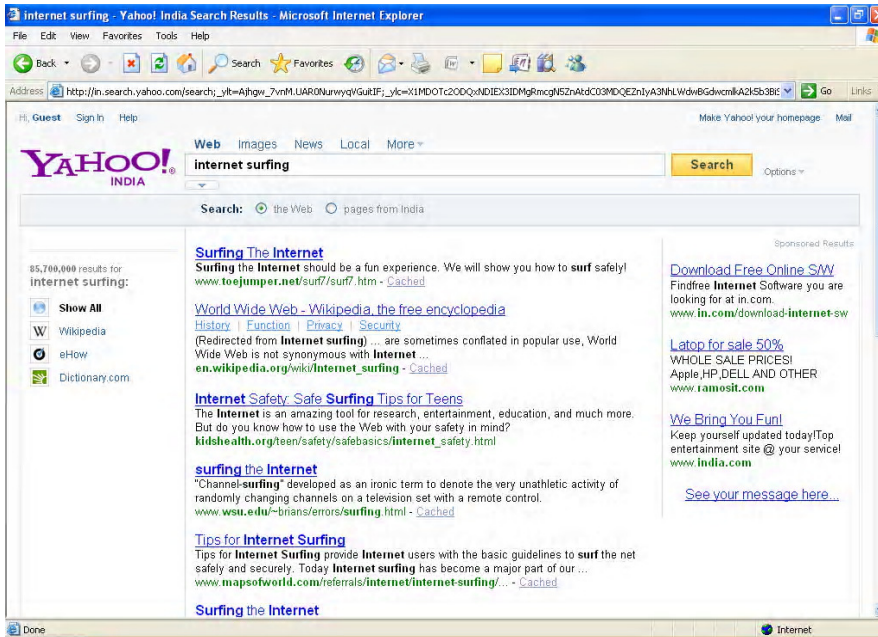 internet surfing - Yahoo! India Search Results - Microsoft Internet Explorer
File Edit View Favorites Tools Help
Back Search Favorites
Address http://in.search.yahoo.com/search;_ylt= Go Links
Hi, Guest Sign In Help Make Yahoo! your homepage Mail
Web Images News Local More
YAHOO! INDIA
internet surfing Search Options
Search: the Web pages from India
85,700,000 results for
internet surfing:
Show All
Wikipedia
eHow
Dictionary.com
Surfing The Internet
Surfing the Internet should be a fun experience. We will show you how to surf safely!
www.toejumper.net/surf7/surf7.htm - Cached
World Wide Web - Wikipedia, the free encyclopedia
History | Function | Privacy | Security
(Redirected from Internet surfing) ... are sometimes conflated in popular use, World
Wide Web is not synonymous with Internet ...
en.wikipedia.org/wiki/Internet_surfing - Cached
Internet Safety: Safe Surfing Tips for Teens
The Internet is an amazing tool for research, entertainment, education, and much more.
But do you know how to use the Web with your safety in mind?
kidshealth.org/teen/safety/safebasics/internet_safety.html
surfing the Internet
"Channel-surfing" developed as an ironic term to denote the very unathletic activity of
randomly changing channels on a television set with a remote control.
www.wsu.edu/~brians/errors/surfing.html - Cached
Tips for Internet Surfing
Tips for Internet Surfing provide Internet users with the basic guidelines to surf the net
safely and securely. Today Internet surfing has become a major part of our ...
www.mapsofworld.com/referrals/internet/internet-surfing/... - Cached
Surfing the Internet
Sponsored Results
Download Free Online S/W
Findfree Internet Software you are
looking for at in.com.
www.in.com/download-internet-sw
Latop for sale 50%
WHOLE SALE PRICES!
Apple,HP,DELL AND OTHER
www.ramosit.com
We Bring You Fun!
Keep yourself updated today!Top
entertainment site @ your service!
www.india.com
See your message here...
Done Internet